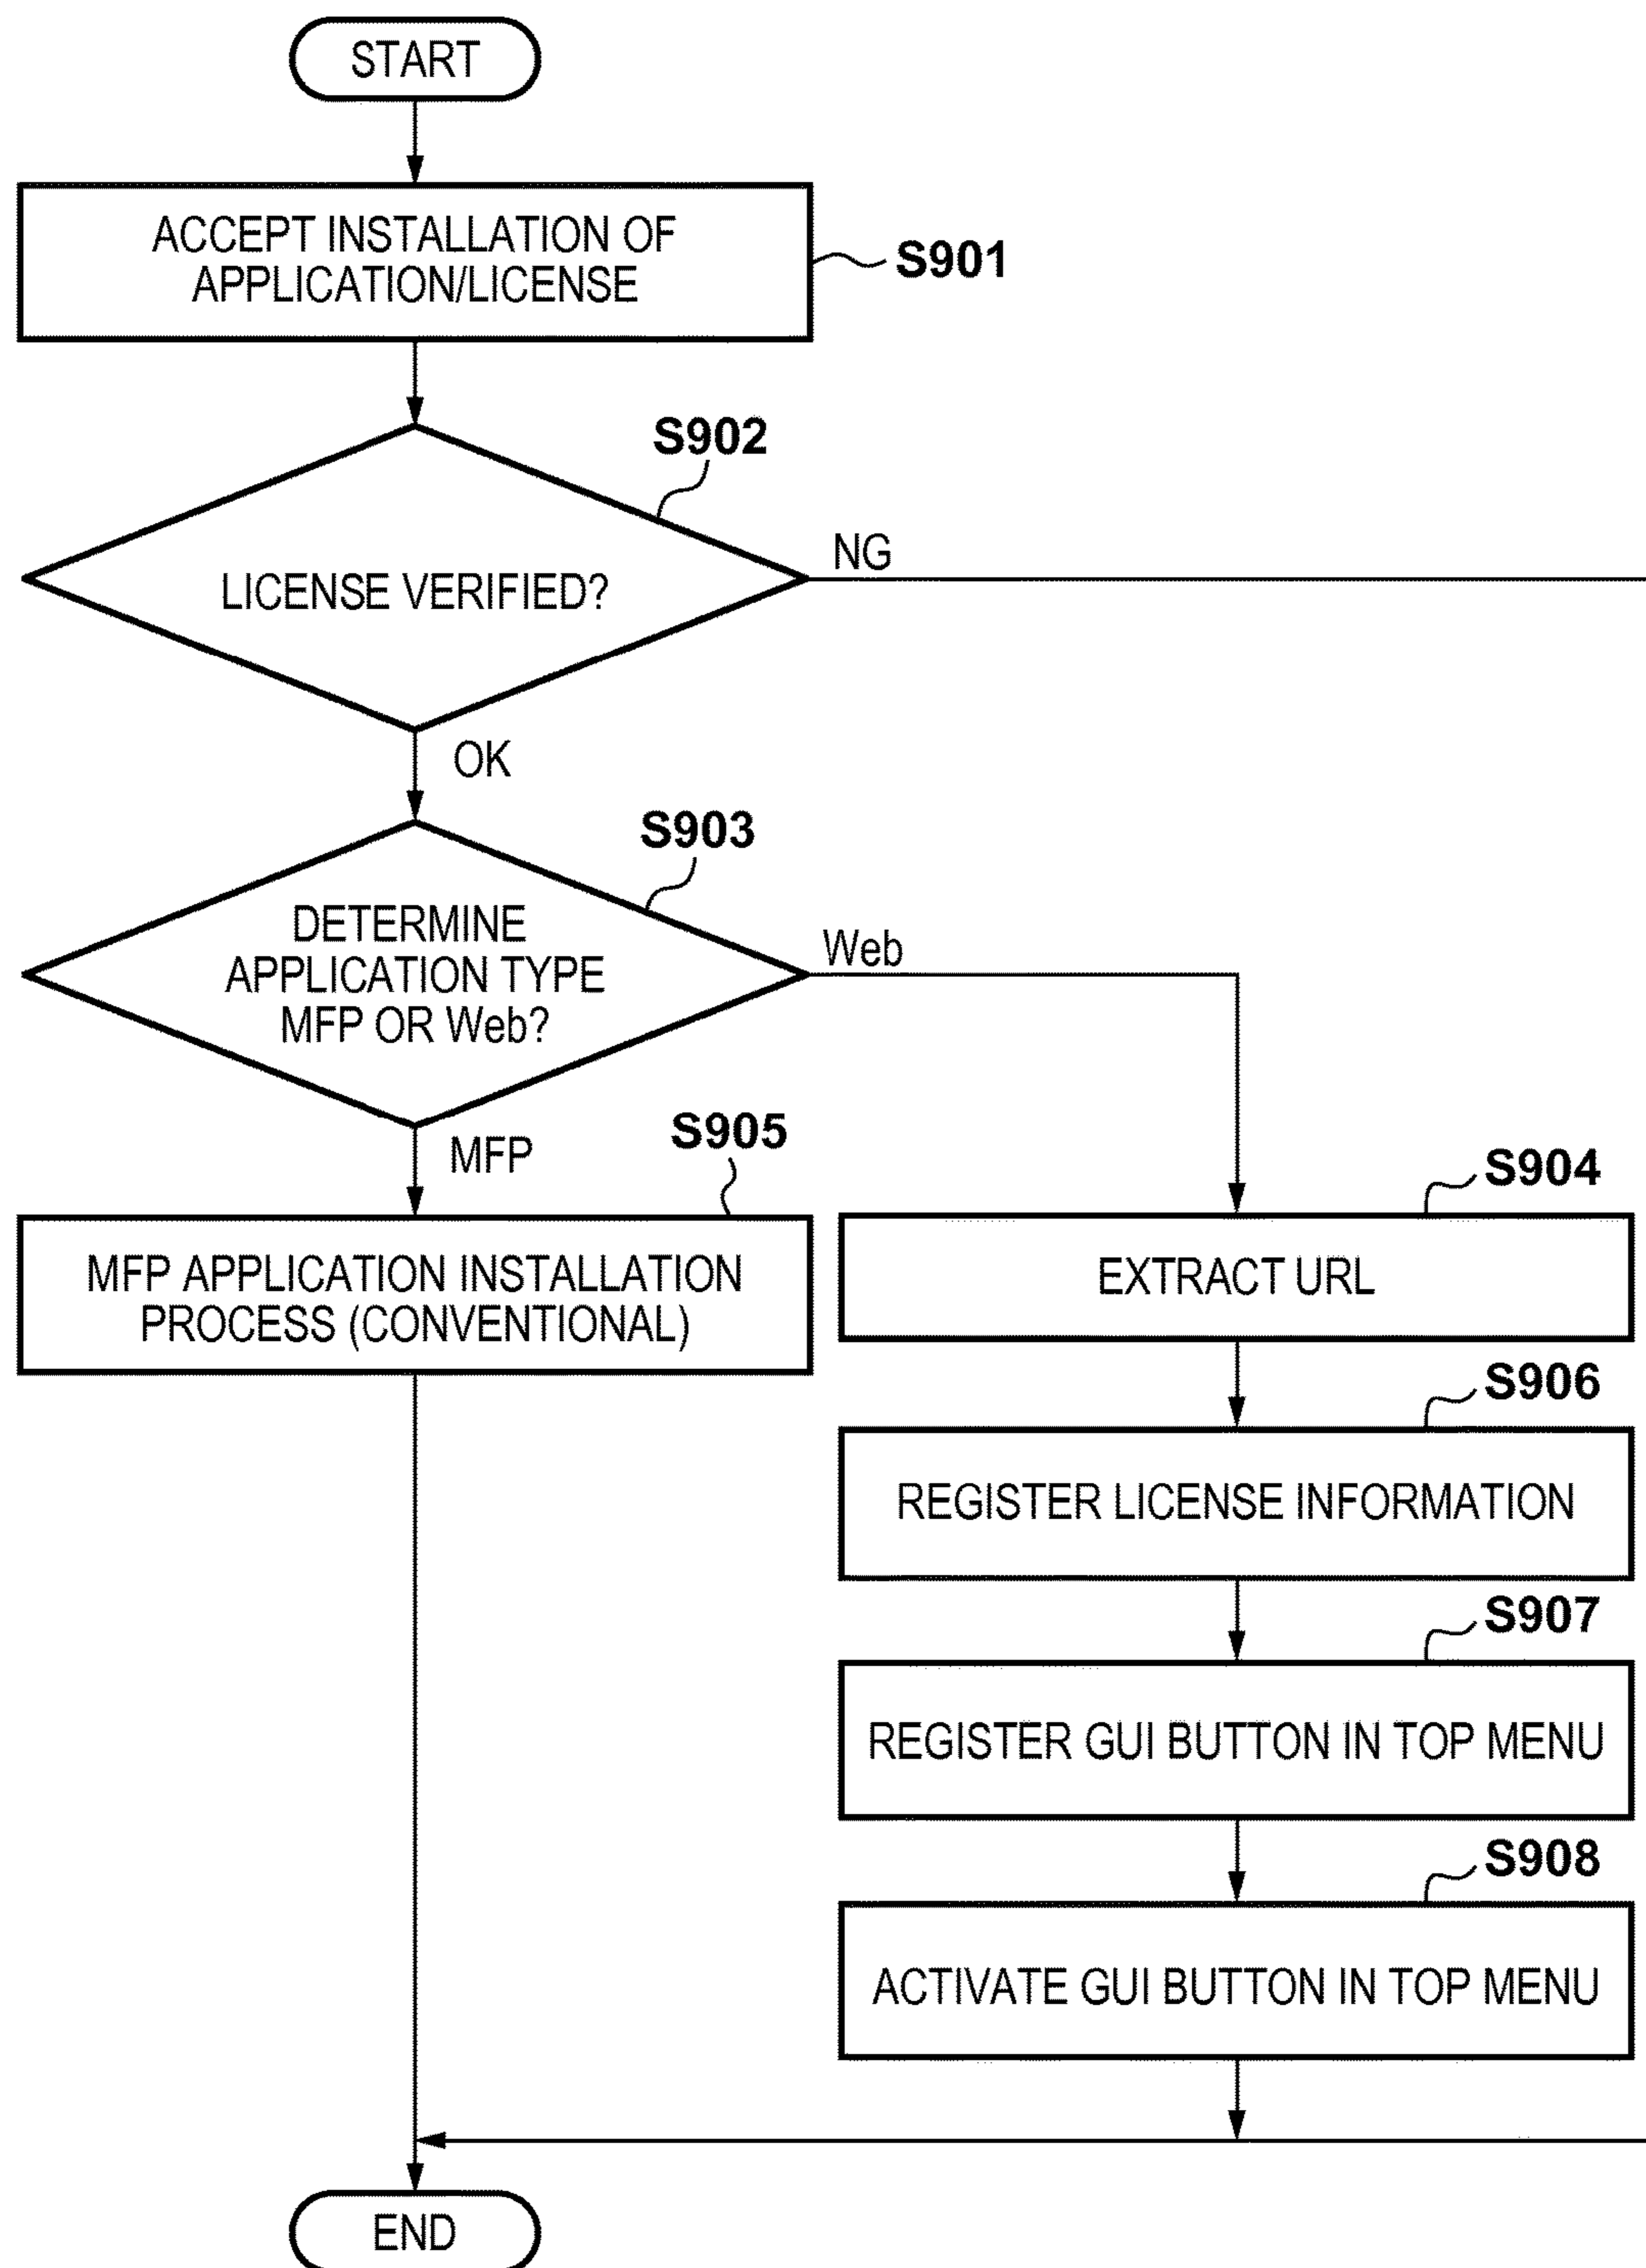 START
ACCEPT INSTALLATION OF
APPLICATION/LICENSE
S901
S902
LICENSE VERIFIED?
NG
OK
S903
DETERMINE
APPLICATION TYPE
MFP OR Web?
Web
MFP
S905
MFP APPLICATION INSTALLATION
PROCESS (CONVENTIONAL)
S904
EXTRACT URL
S906
REGISTER LICENSE INFORMATION
S907
REGISTER GUI BUTTON IN TOP MENU
S908
ACTIVATE GUI BUTTON IN TOP MENU
END